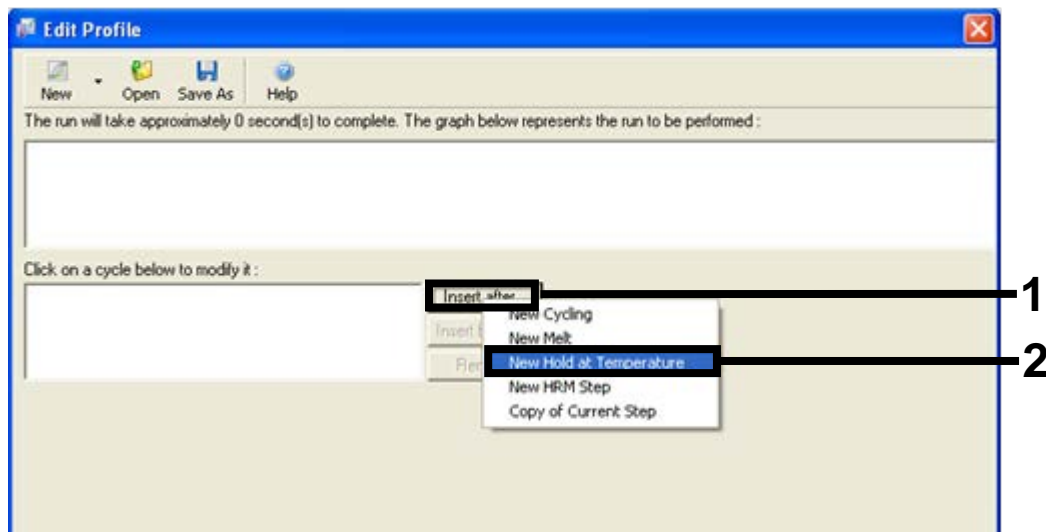 Edit Profile
New Open Save As Help
The run will take approximately 0 second(s) to complete. The graph below represents the run to be performed :
Click on a cycle below to modify it :
Insert after...
1
New Cycling
Insert
New Melt
New Hold at Temperature
2
New HRM Step
Copy of Current Step